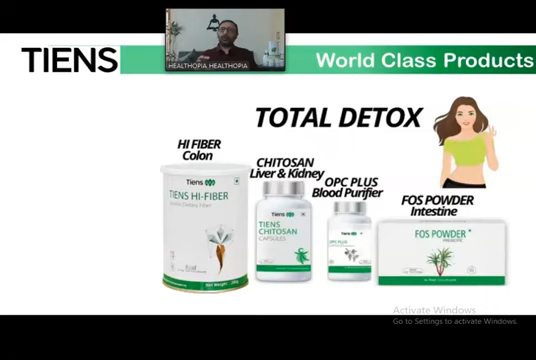 TIENS
HEALTHOPIA HEALTHOPIA
World Class Products
TOTAL DETOX
HI FIBER
Colon
CHITOSAN
Liver & Kidney
OPC PLUS
Blood Purifier
FOS POWDER
Intestine
Tiens
TIENS HI-FIBER
Tiens
TIENS
CHITOSAN
CAPSULES
Tiens
OPC PLUS
FOS POWDER
Activate Windows
Go to Settings to activate Windows.